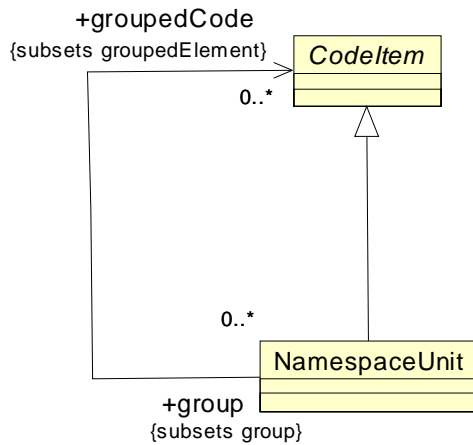 +groupedCode
{subsets groupedElement}
CodeItem
0..*
0..*
NamespaceUnit
+group
{subsets group}